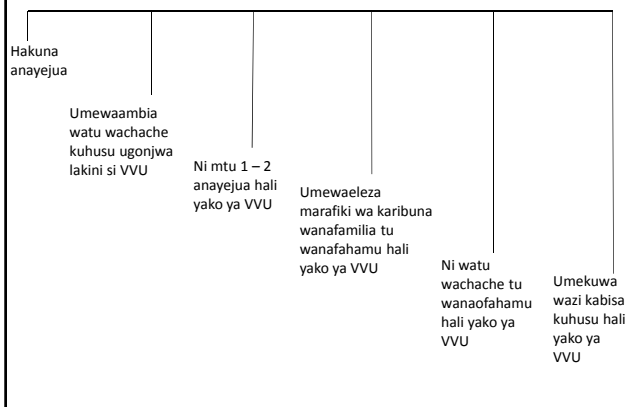 Hakuna
anayejua
Umewaambia
watu wachache
kuhusu ugonjwa
lakini si VVU
Ni mtu 1 – 2
anayejua hali
yako ya VVU
Umewaeleza
marafiki wa karibuna
wanafamilia tu
wanafahamu hali
yako ya VVU
Ni watu
wachache tu
wanaofahamu
hali yako ya
VVU
Umekuwa
wazi kabisa
kuhusu hali
yako ya
VVU